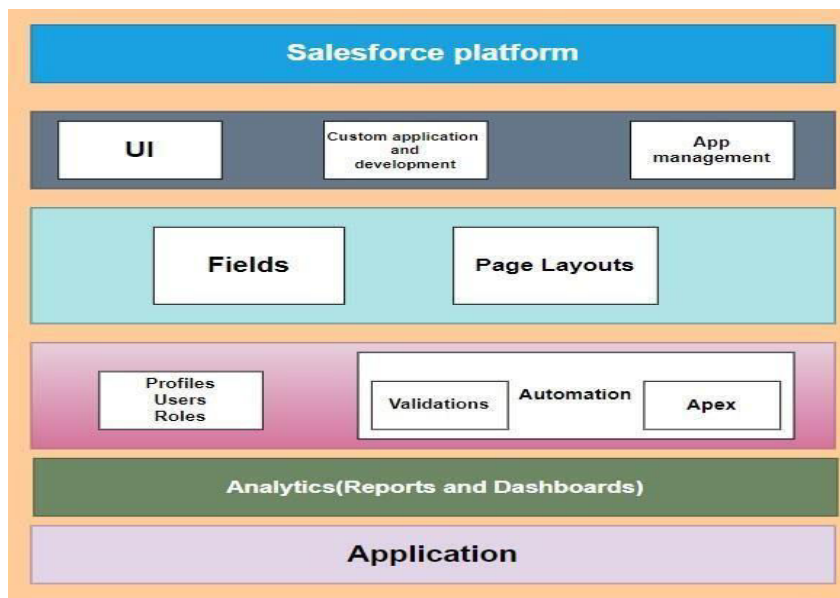 Salesforce platform
UI
Custom application
and
development
App
management
Fields
Page Layouts
Profiles
Users
Roles
Validations
Automation
Apex
Analytics(Reports and Dashboards)
Application